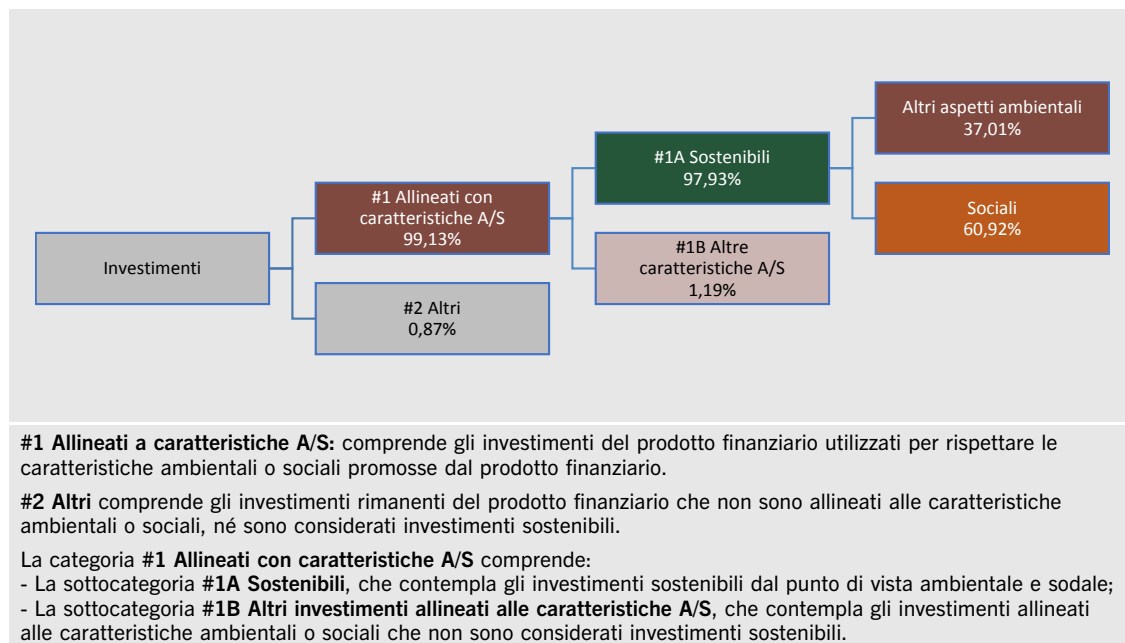 Altri aspetti ambientali
37,01%
#1A Sostenibili
97,93%
#1 Allineati con
caratteristiche A/S
99,13%
Sociali
60,92%
Investimenti
#1B Altre
caratteristiche A/S
1,19%
#2 Altri
0,87%
#1 Allineati a caratteristiche A/S: comprende gli investimenti del prodotto finanziario utilizzati per rispettare le
caratteristiche ambientali o sociali promosse dal prodotto finanziario.
#2 Altri comprende gli investimenti rimanenti del prodotto finanziario che non sono allineati alle caratteristiche
ambientali o sociali, né sono considerati investimenti sostenibili.
La categoria #1 Allineati con caratteristiche A/S comprende:
- La sottocategoria #1A Sostenibili, che contempla gli investimenti sostenibili dal punto di vista ambientale e sodale;
- La sottocategoria #1B Altri investimenti allineati alle caratteristiche A/S, che contempla gli investimenti allineati
alle caratteristiche ambientali o sociali che non sono considerati investimenti sostenibili.